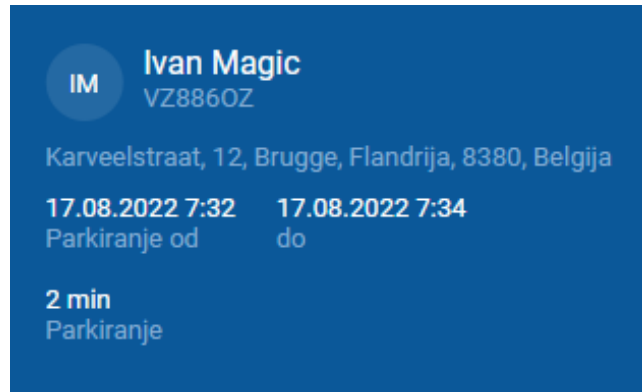 IM
Ivan Magic
VZ886OZ
Karveelstraat, 12, Brugge, Flandrija, 8380, Belgija
17.08.2022 7:32 17.08.2022 7:34
Parkiranje od do
2 min
Parkiranje